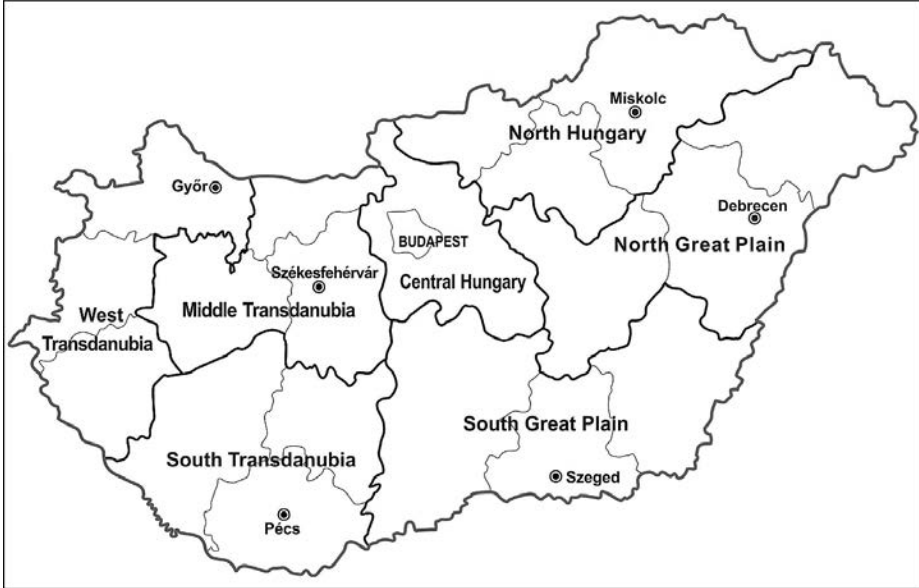 Miskolc
North Hungary
Győr
Debrecen
BUDAPEST
North Great Plain
Székesfehérvár
Central Hungary
West
Transdanubia
Middle Transdanubia
South Great Plain
South Transdanubia
Szeged
Pécs